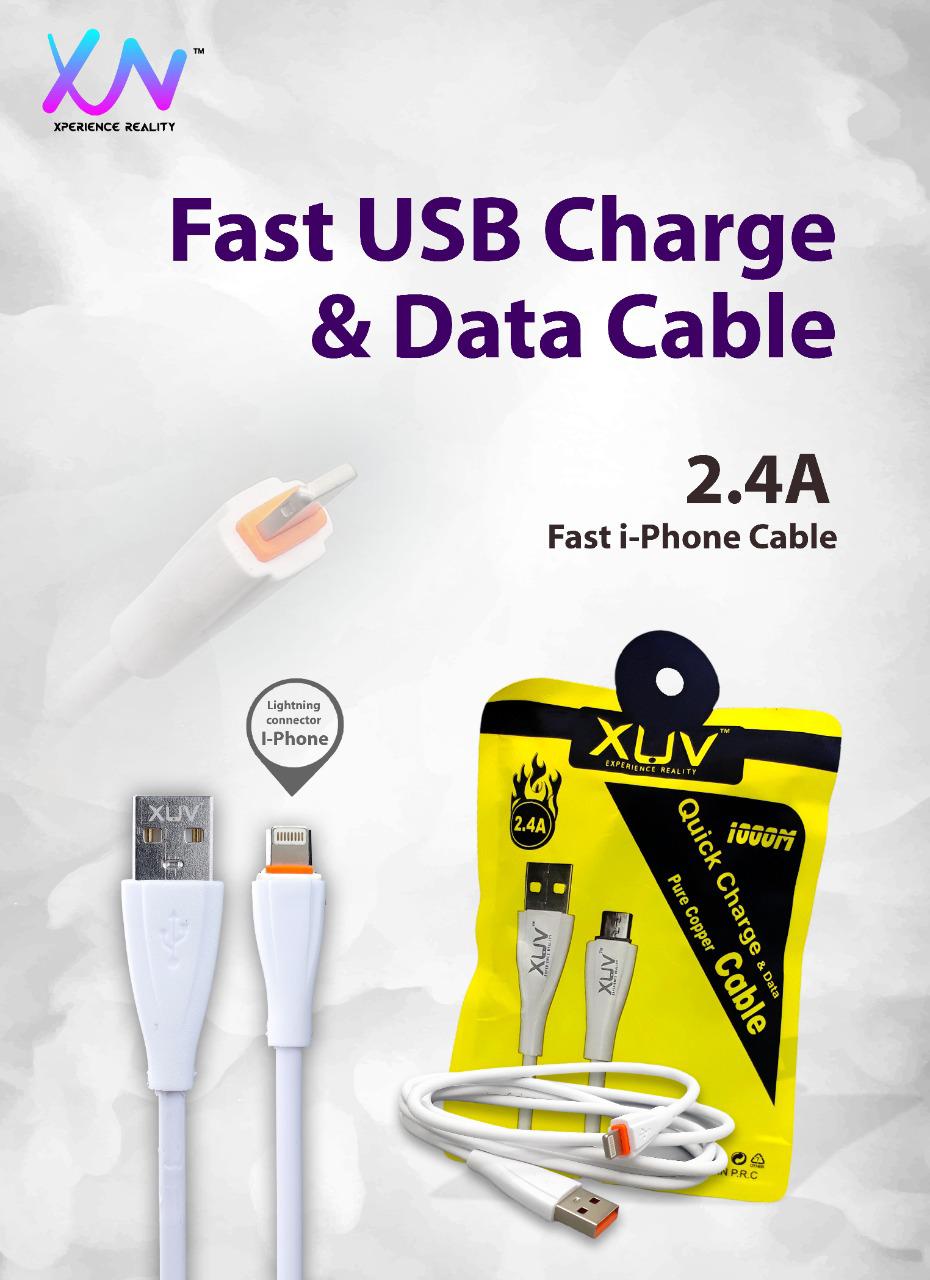 XUV™
XPERIENCE REALITY
Fast USB Charge
& Data Cable
2.4A
Fast i-Phone Cable
Lightning
connector
I-Phone
XUV
XUV™
EXPERIENCE REALITY
2.4A
1000M
Quick Charge & Data
Pure Copper Cable
XUV
XUV
N P.R.C